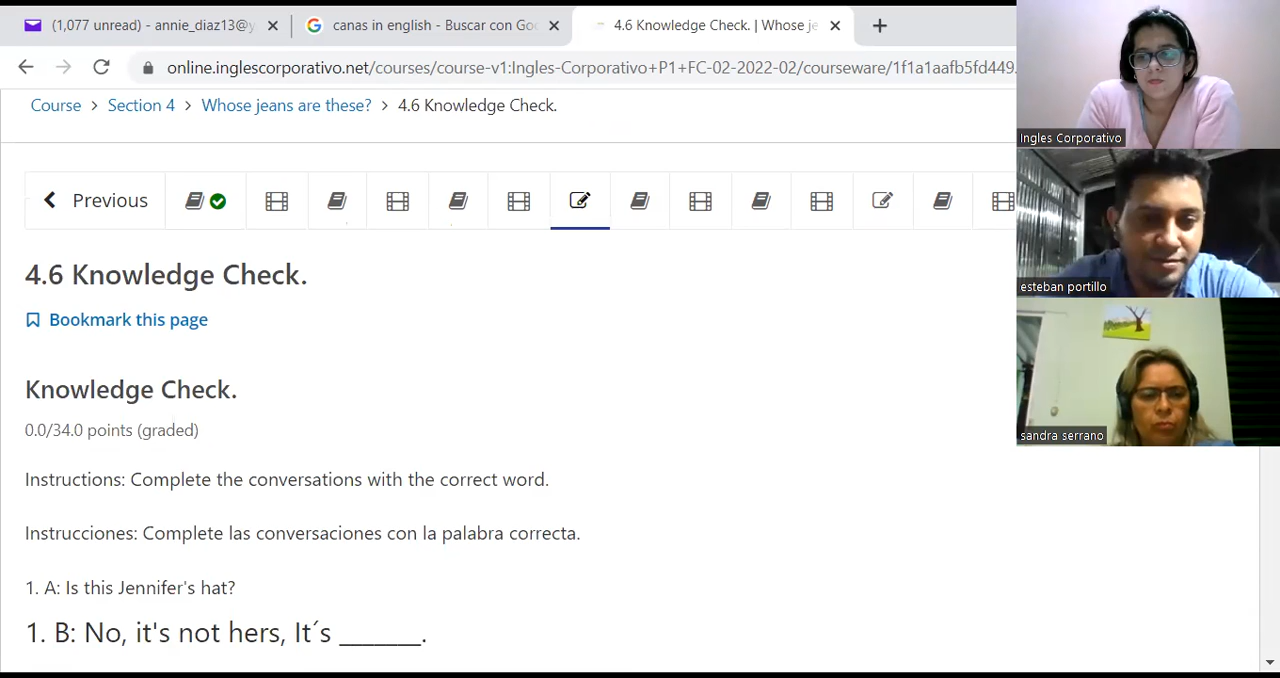 (1,077 unread) - annie_diaz13@y
canas in english - Buscar con Goo
4.6 Knowledge Check. | Whose je
online.inglescorporativo.net/courses/course-v1:Ingles-Corporativo+P1+FC-02-2022-02/courseware/1f1a1aafb5fd449...
Course > Section 4 > Whose jeans are these? > 4.6 Knowledge Check.
Previous
4.6 Knowledge Check.
Bookmark this page
Knowledge Check.
0.0/34.0 points (graded)
Instructions: Complete the conversations with the correct word.
Instrucciones: Complete las conversaciones con la palabra correcta.
1. A: Is this Jennifer's hat?
1. B: No, it's not hers, It´s _______.
Ingles Corporativo
esteban portillo
sandra serrano